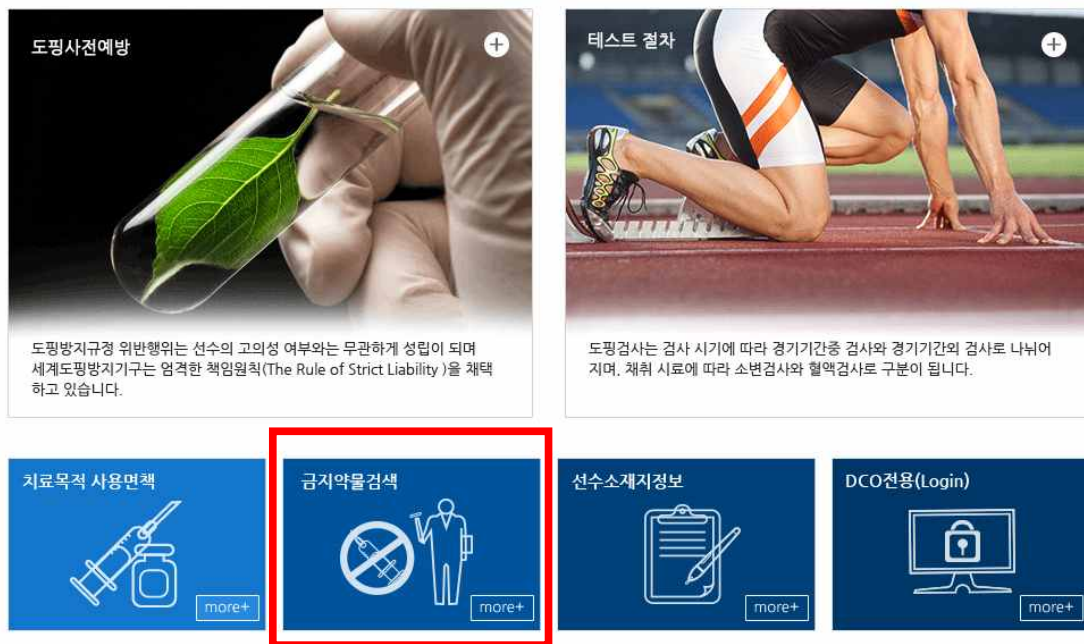 도핑사전예방
도핑방지규정 위반행위는 선수의 고의성 여부와는 무관하게 성립이 되며
세계도핑방지기구는 엄격한 책임원칙(The Rule of Strict Liability )을 채택
하고 있습니다.
테스트 절차
도핑검사는 검사 시기에 따라 경기기간중 검사와 경기기간외 검사로 나뉘어
지며, 채취 시료에 따라 소변검사와 혈액검사로 구분이 됩니다.
치료목적 사용면책
more+
금지약물검색
more+
선수소재지정보
more+
DCO전용(Login)
more+